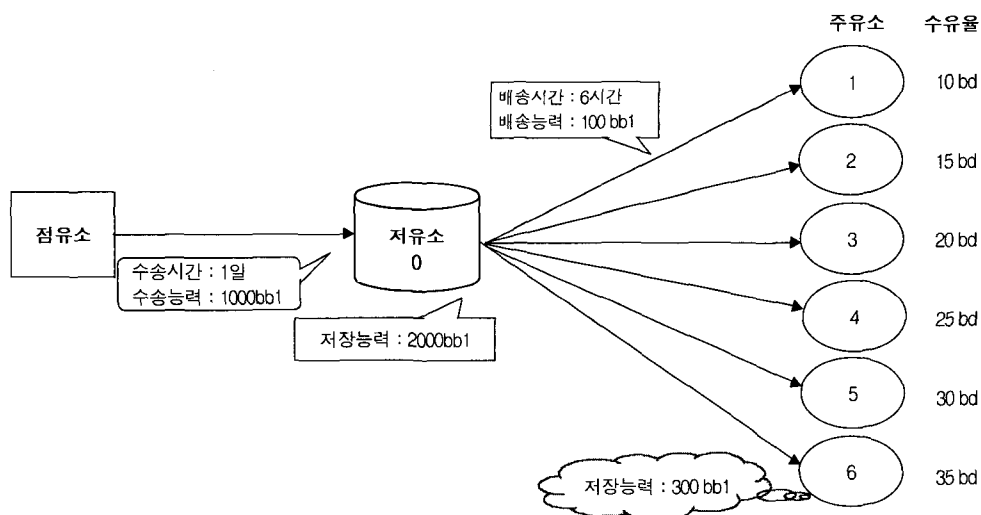 주유소 수유율
배송시간 : 6시간
배송능력 : 100 bb1
1 10 bd
2 15 bd
점유소
저유소
0
3 20 bd
수송시간 : 1일
수송능력 : 1000bb1
저장능력 : 2000bb1
4 25 bd
5 30 bd
6 35 bd
저장능력 : 300 bb1